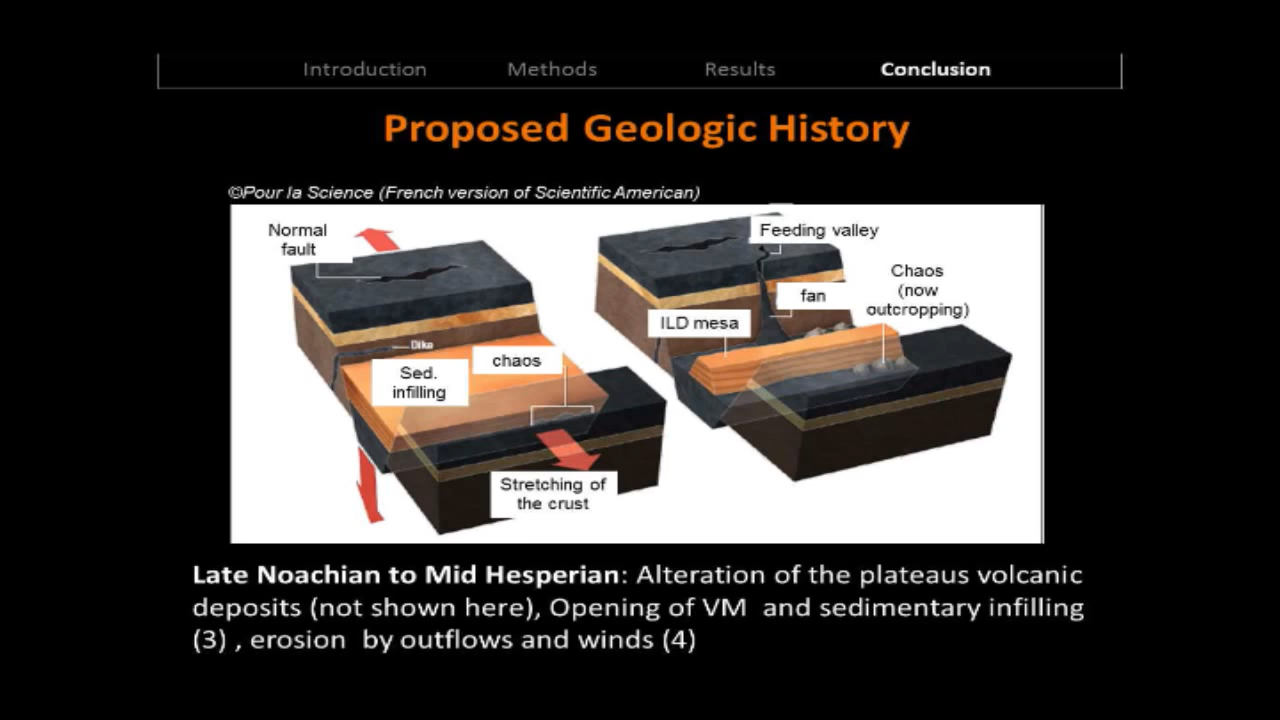 Introduction Methods Results Conclusion
Proposed Geologic History
©Pour la Science (French version of Scientific American)
Normal
fault
Dike
Sed.
infilling
chaos
Stretching of
the crust
Feeding valley
fan
ILD mesa
Chaos
(now
outcropping)
Late Noachian to Mid Hesperian: Alteration of the plateaus volcanic
deposits (not shown here), Opening of VM and sedimentary infilling
(3) , erosion by outflows and winds (4)